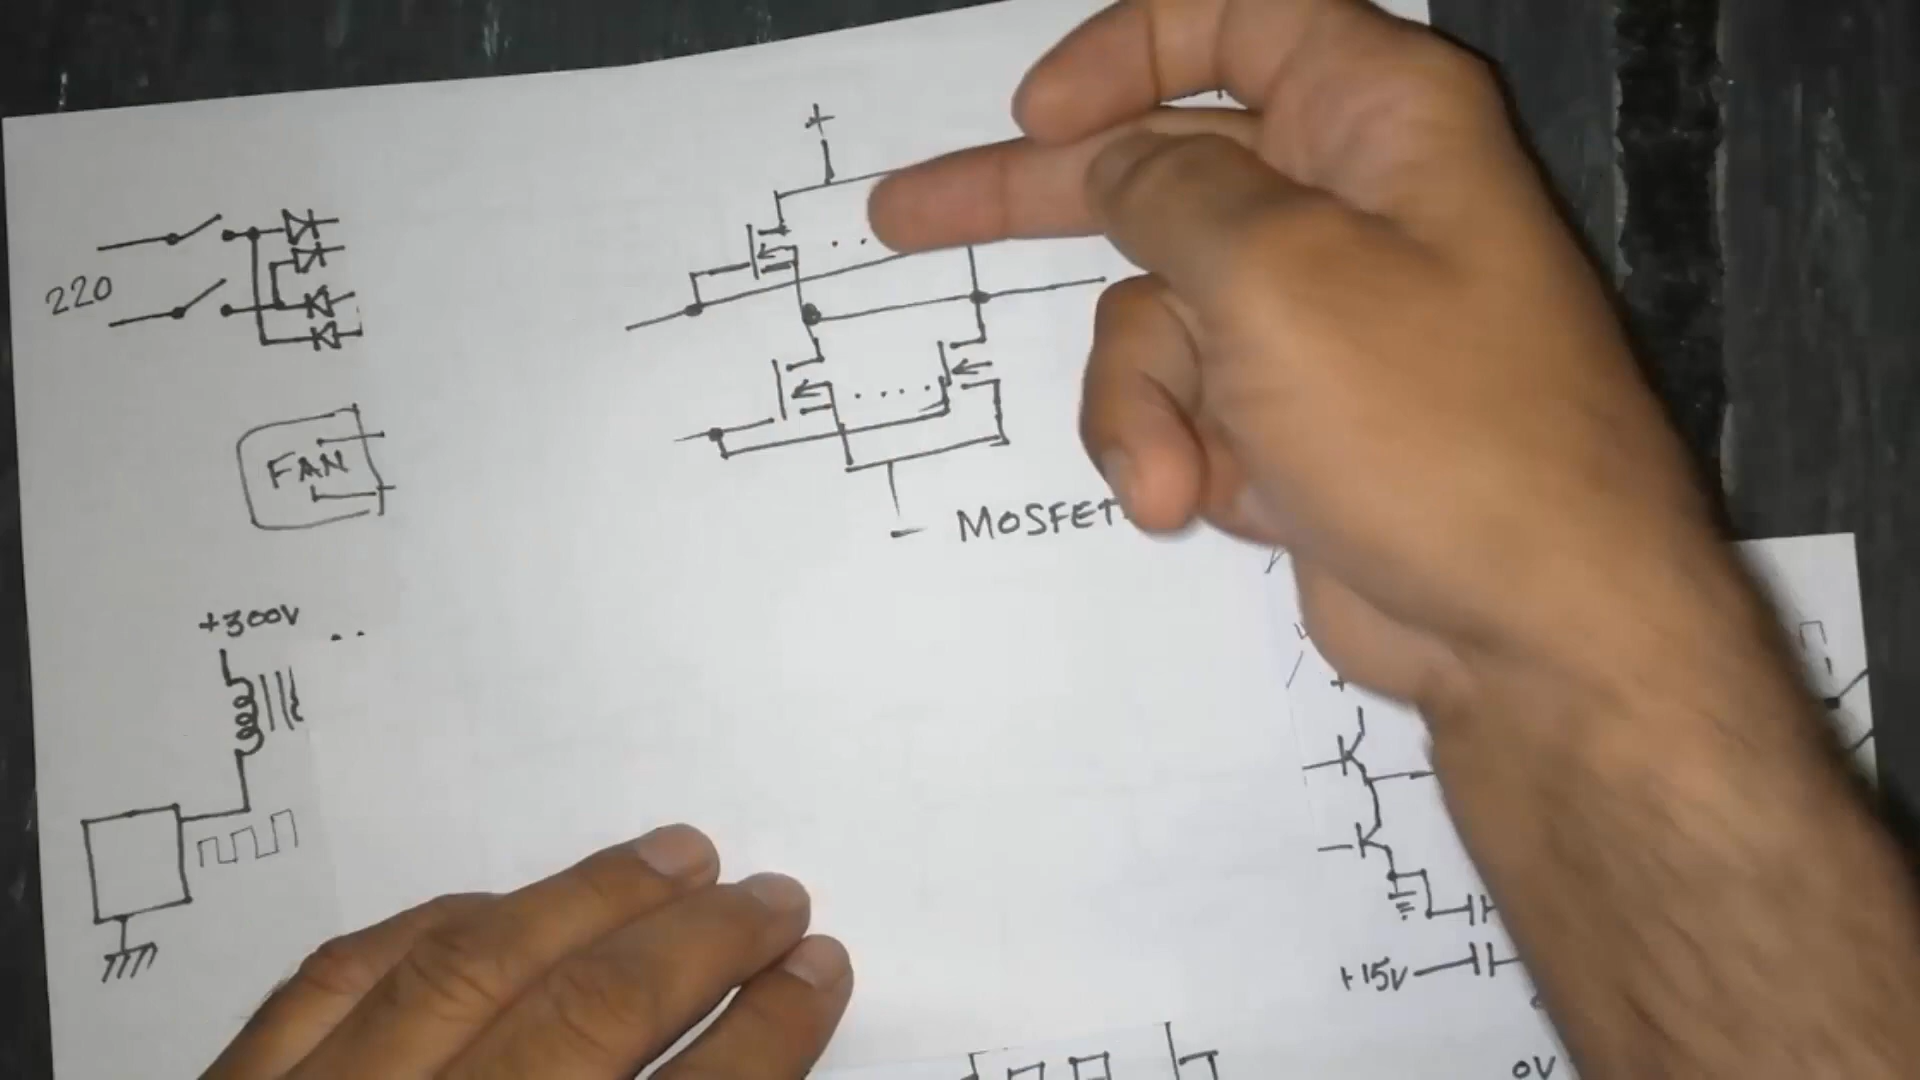 +
220
FAN
-
MOSFET
+300V
+
+15V
0V